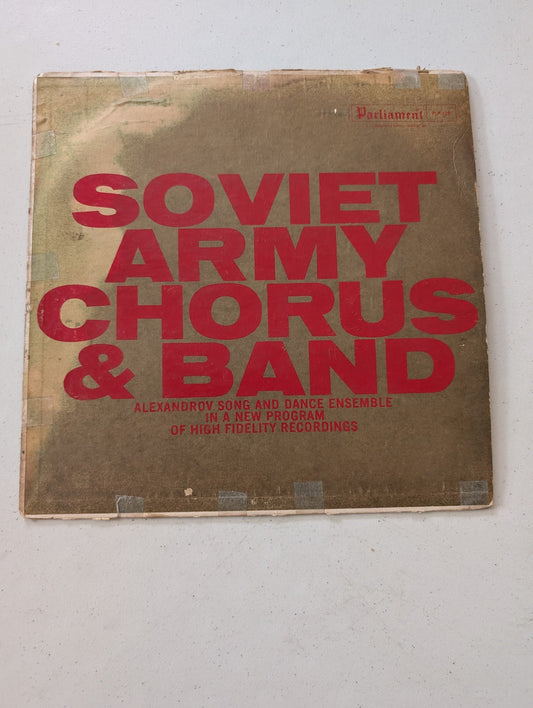 Parliament
SOVIET
ARMY
CHORUS
& BAND
ALEXANDROV SONG AND DANCE ENSEMBLE
IN A NEW PROGRAM
OF HIGH FIDELITY RECORDINGS